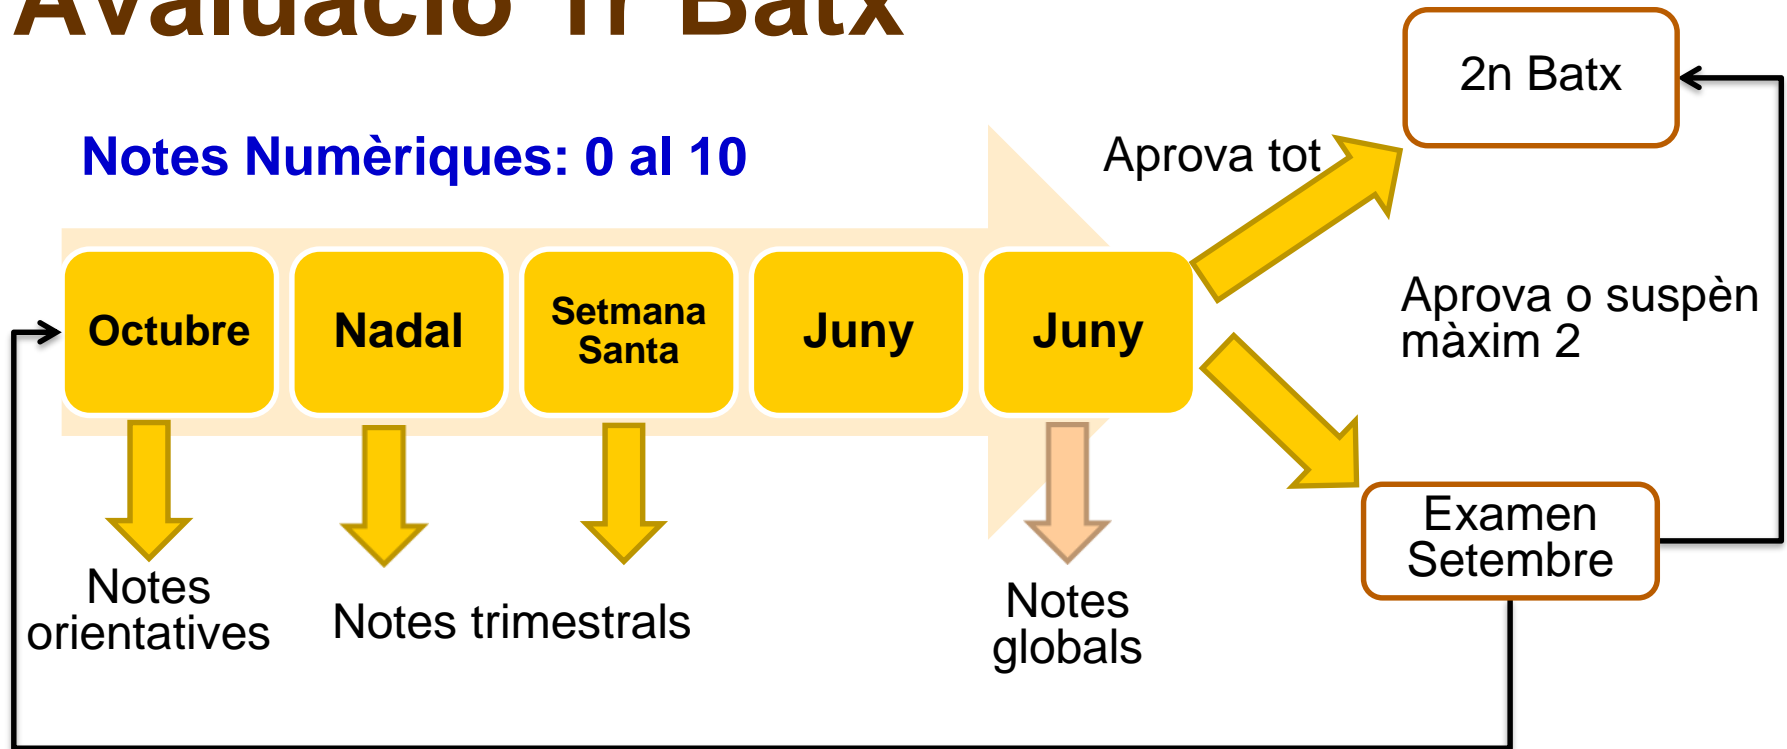 Avaluació 1r Batx
2n Batx
Notes Numèriques: 0 al 10
Aprova tot
Octubre
Nadal
Setmana
Santa
Juny
Juny
Aprova o suspèn
màxim 2
Examen
Setembre
Notes
orientatives
Notes trimestrals
Notes
globals